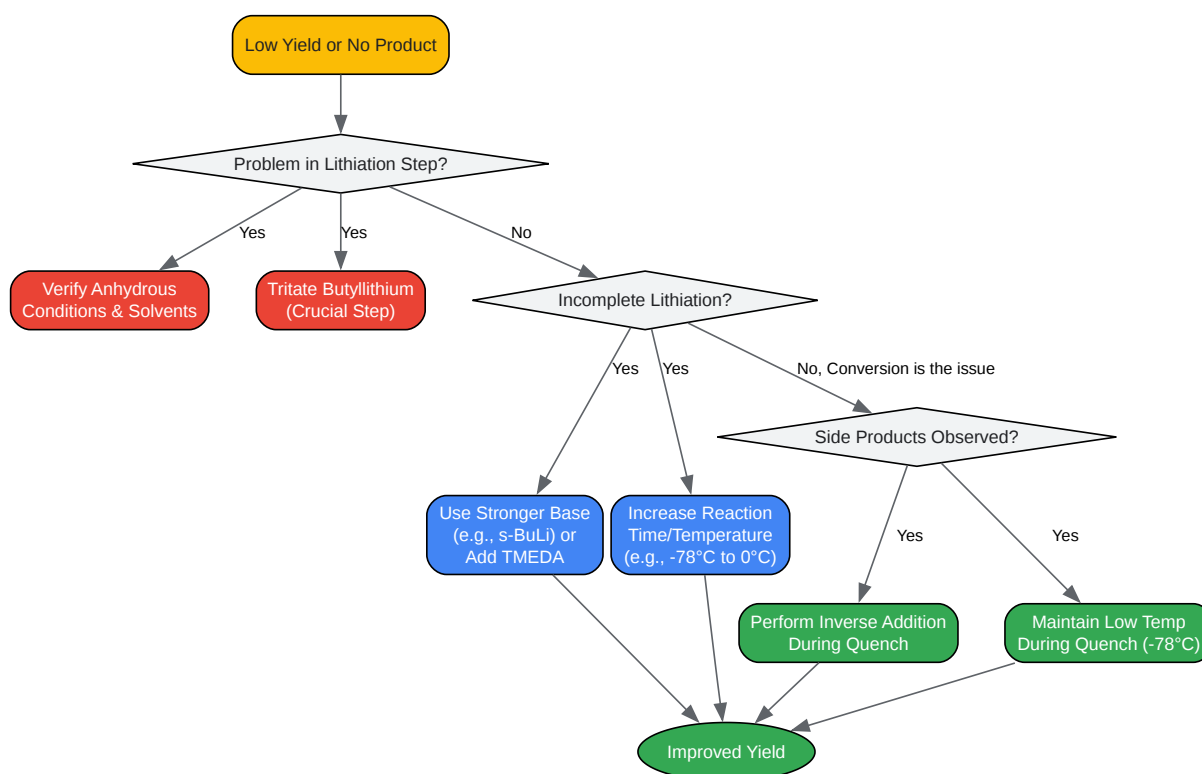 Low Yield or No Product
Problem in Lithiation Step?
Yes
Yes
No
Verify Anhydrous
Conditions & Solvents
Tritate Butyllithium
(Crucial Step)
Incomplete Lithiation?
Yes
Yes
No, Conversion is the issue
Side Products Observed?
Use Stronger Base
(e.g., s-BuLi) or
Add TMEDA
Increase Reaction
Time/Temperature
(e.g., -78°C to 0°C)
Yes
Yes
Perform Inverse Addition
During Quench
Maintain Low Temp
During Quench (-78°C)
Improved Yield